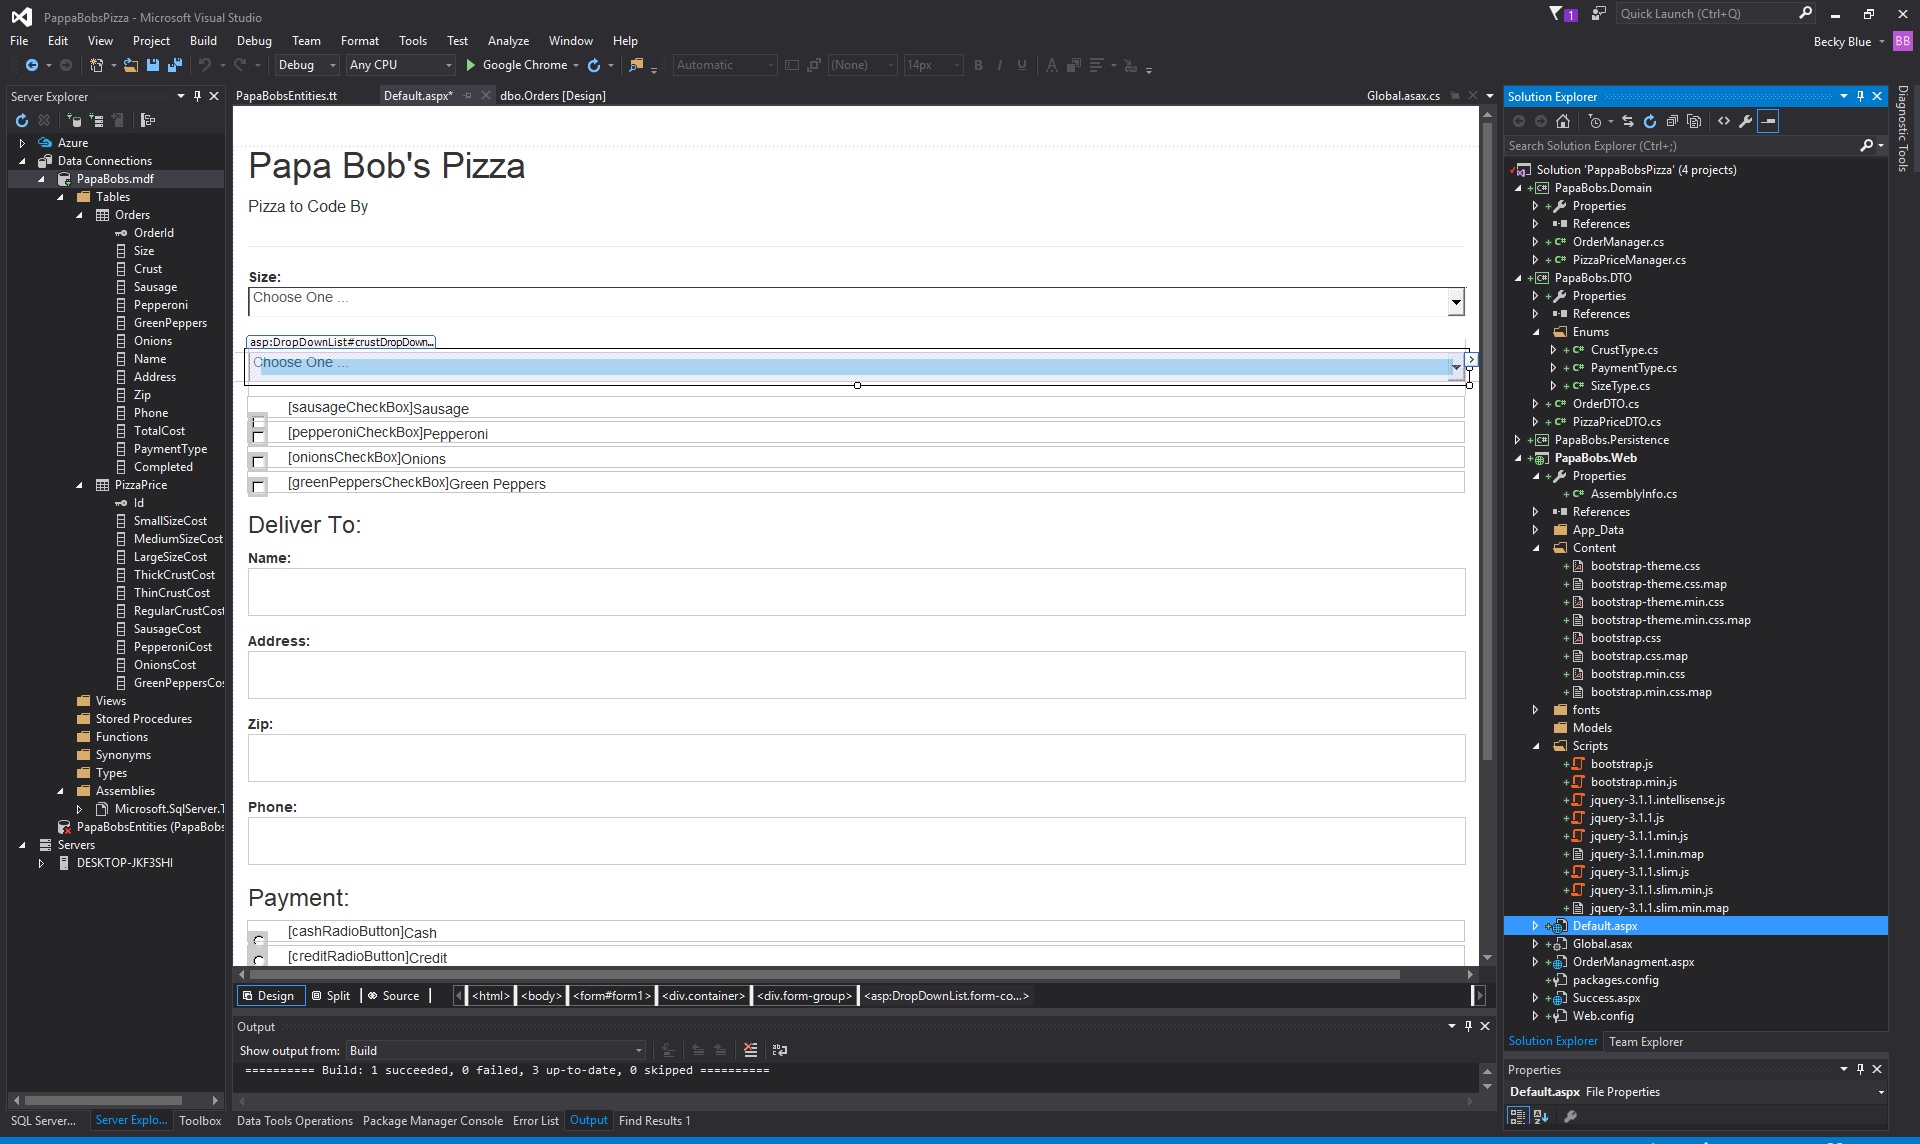 PappaBobsPizza - Microsoft Visual Studio
1
Quick Launch (Ctrl+Q)
File Edit View Project Build Debug Team Format Tools Test Analyze Window Help
Becky Blue BB
Debug Any CPU Google Chrome Automatic (None) 14px B I U A
Server Explorer
Azure
Data Connections
PapaBobs.mdf
Tables
Orders
OrderId
Size
Crust
Sausage
Pepperoni
GreenPeppers
Onions
Name
Address
Zip
Phone
TotalCost
PaymentType
Completed
PizzaPrice
Id
SmallSizeCost
MediumSizeCost
LargeSizeCost
ThickCrustCost
ThinCrustCost
RegularCrustCost
SausageCost
PepperoniCost
OnionsCost
GreenPeppersCos
Views
Stored Procedures
Functions
Synonyms
Types
Assemblies
Microsoft.SqlServer.T
PapaBobsEntities (PapaBobs
Servers
DESKTOP-JKF3SHI
SQL Server... Server Explo... Toolbox
PapaBobsEntities.tt Default.aspx* dbo.Orders [Design] Global.asax.cs
Papa Bob's Pizza
Pizza to Code By
Size:
Choose One ...
asp:DropDownList#crustDropDown...
Choose One ...
[sausageCheckBox]Sausage
[pepperoniCheckBox]Pepperoni
[onionsCheckBox]Onions
[greenPeppersCheckBox]Green Peppers
Deliver To:
Name:
Address:
Zip:
Phone:
Payment:
[cashRadioButton]Cash
[creditRadioButton]Credit
Design Split Source <html> <body> <form#form1> <div.container> <div.form-group> <asp:DropDownList.form-co...>
Output
Show output from: Build
========== Build: 1 succeeded, 0 failed, 3 up-to-date, 0 skipped ==========
Data Tools Operations Package Manager Console Error List Output Find Results 1
Solution Explorer
Search Solution Explorer (Ctrl+;)
Solution 'PappaBobsPizza' (4 projects)
PapaBobs.Domain
Properties
References
OrderManager.cs
PizzaPriceManager.cs
PapaBobs.DTO
Properties
References
Enums
CrustType.cs
PaymentType.cs
SizeType.cs
OrderDTO.cs
PizzaPriceDTO.cs
PapaBobs.Persistence
PapaBobs.Web
Properties
AssemblyInfo.cs
References
App_Data
Content
bootstrap-theme.css
bootstrap-theme.css.map
bootstrap-theme.min.css
bootstrap-theme.min.css.map
bootstrap.css
bootstrap.css.map
bootstrap.min.css
bootstrap.min.css.map
fonts
Models
Scripts
bootstrap.js
bootstrap.min.js
jquery-3.1.1.intellisense.js
jquery-3.1.1.js
jquery-3.1.1.min.js
jquery-3.1.1.min.map
jquery-3.1.1.slim.js
jquery-3.1.1.slim.min.js
jquery-3.1.1.slim.min.map
Default.aspx
Global.asax
OrderManagment.aspx
packages.config
Success.aspx
Web.config
Solution Explorer Team Explorer
Properties
Default.aspx File Properties
Diagnostic Tools